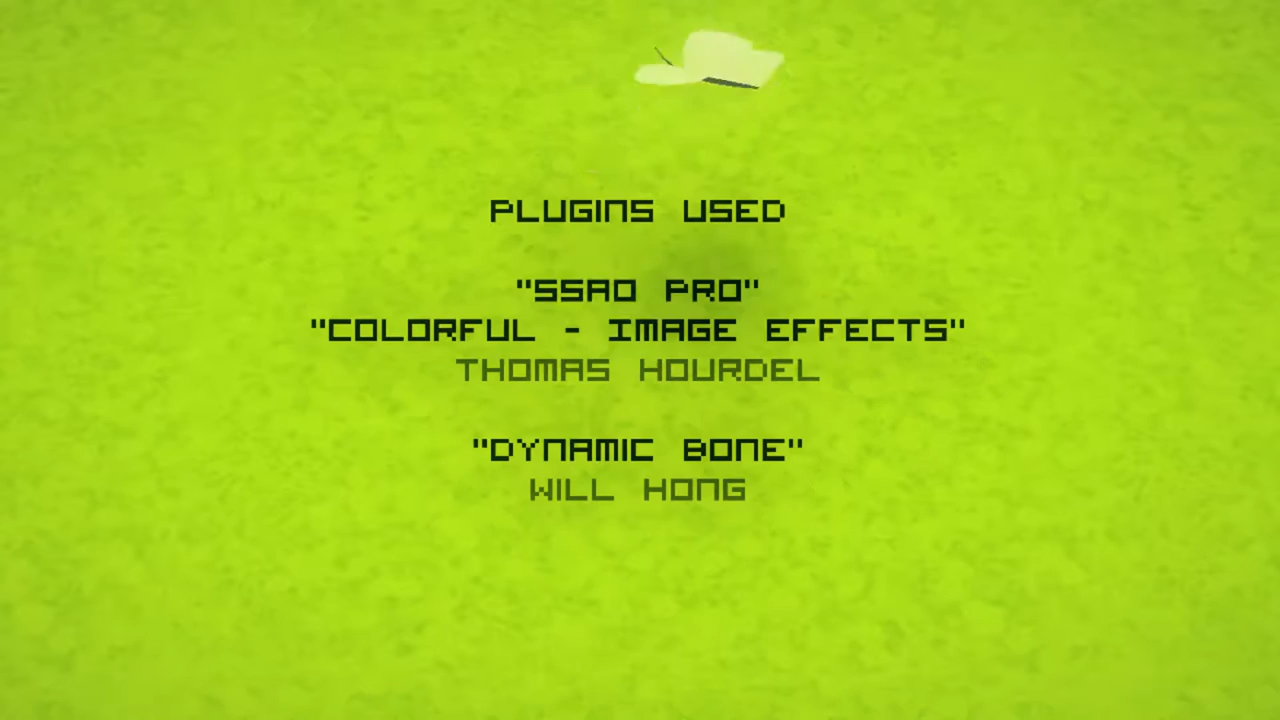 PLUGINS USED
"SSAO PRO"
"COLORFUL - IMAGE EFFECTS"
THOMAS HOURDEL
"DYNAMIC BONE"
WILL HONG